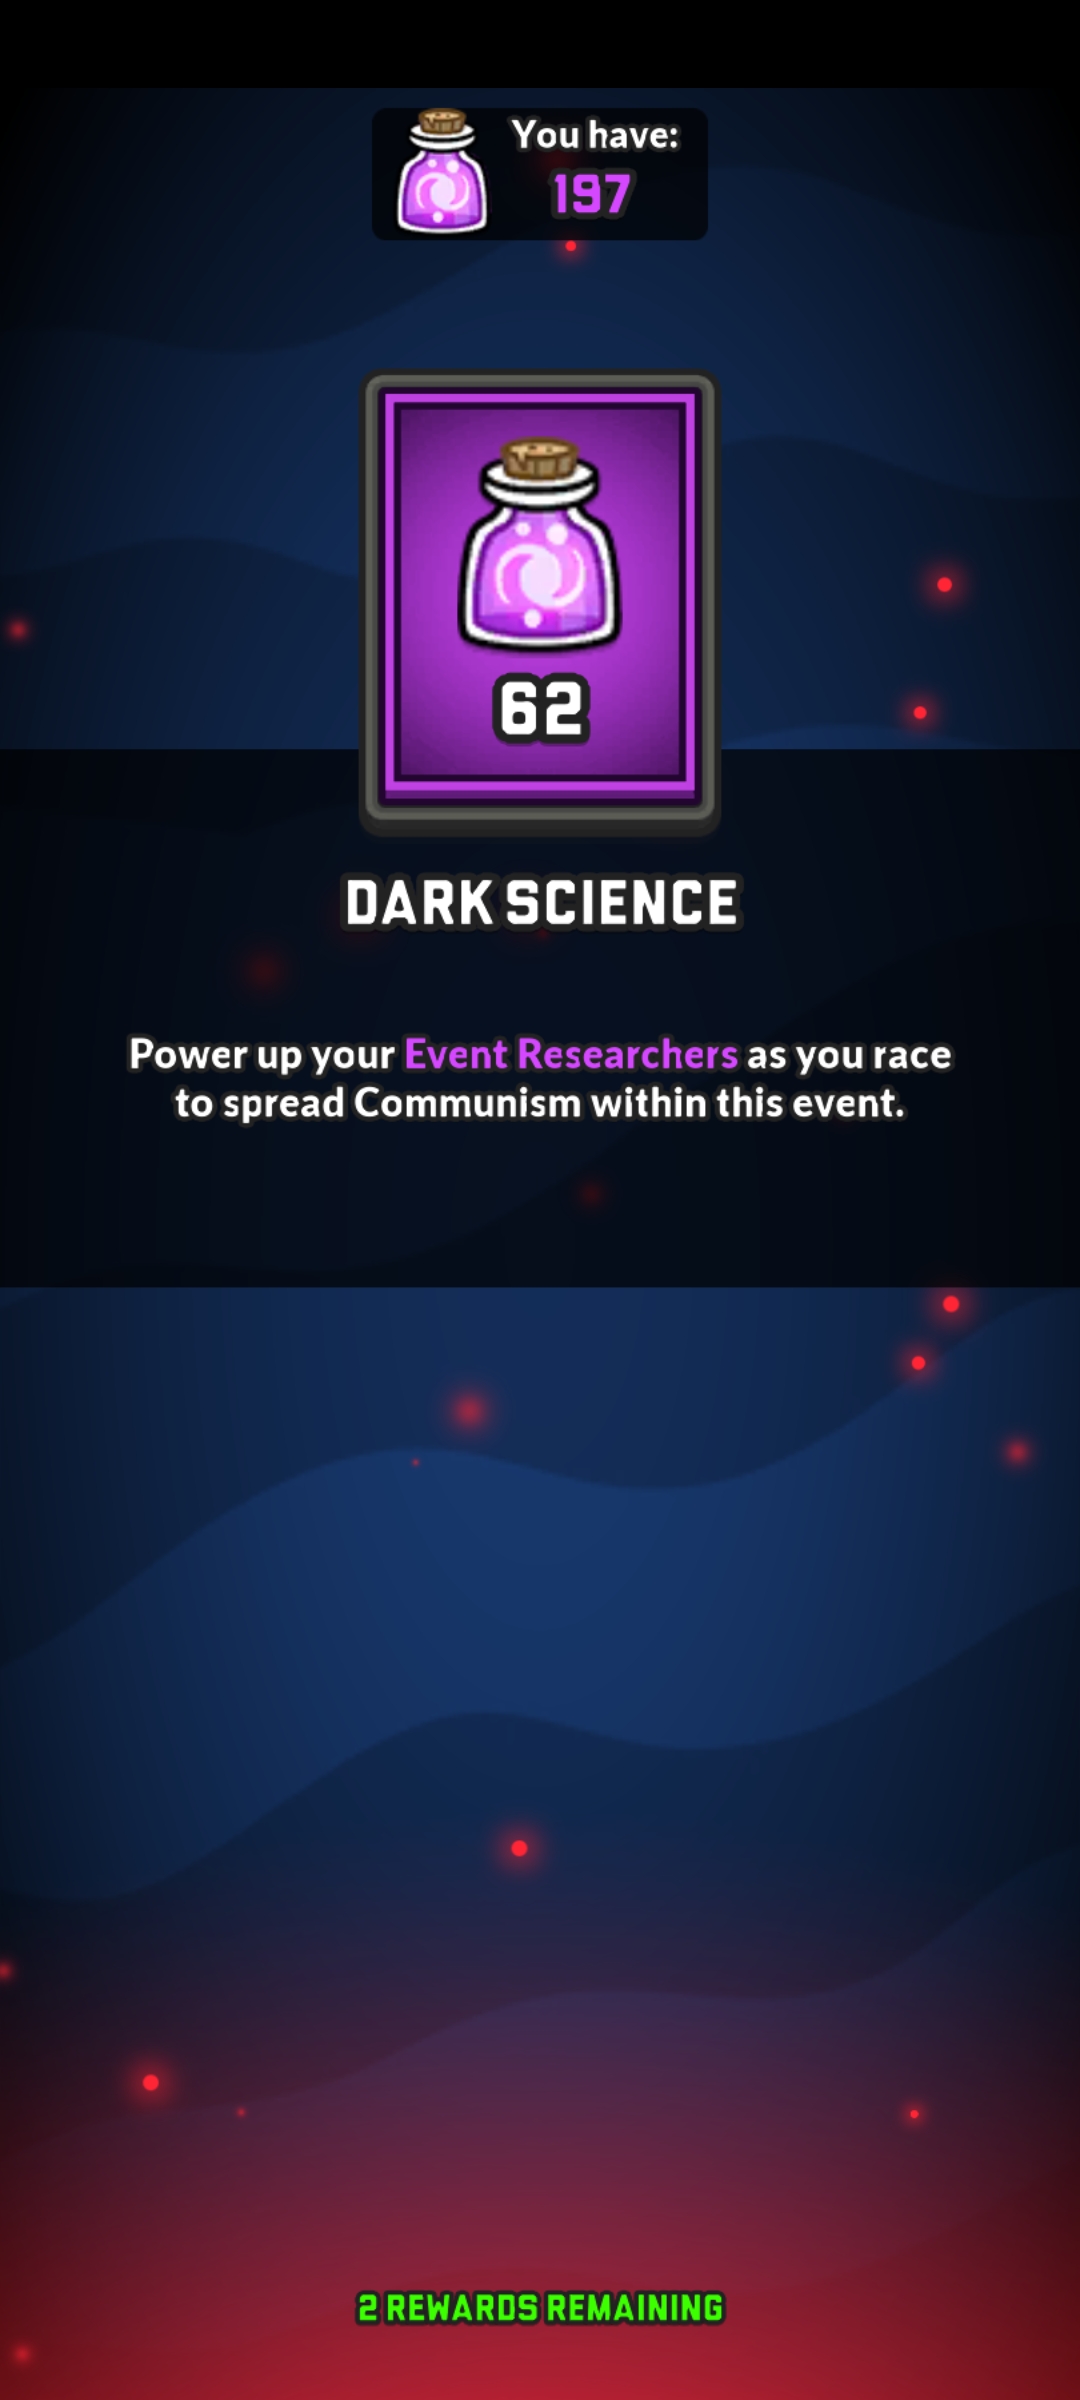 You have:
197
62
DARK SCIENCE
Power up your Event Researchers as you race
to spread Communism within this event.
2 REWARDS REMAINING